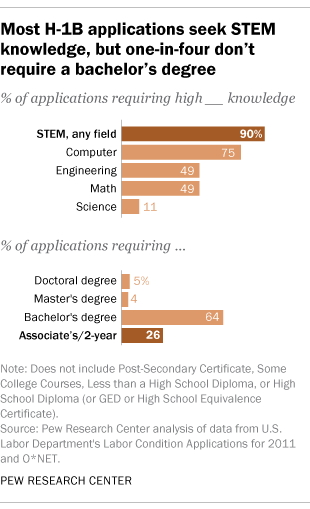 Most H-1B applications seek STEM
knowledge, but one-in-four don't
require a bachelor's degree
% of applications requiring high __ knowledge
STEM, any field 90%
Computer 75
Engineering 49
Math 49
Science 11
% of applications requiring ...
Doctoral degree 5%
Master's degree 4
Bachelor's degree 64
Associate's/2-year 26
Note: Does not include Post-Secondary Certificate, Some
College Courses, Less than a High School Diploma, or High
School Diploma (or GED or High School Equivalence
Certificate).
Source: Pew Research Center analysis of data from U.S.
Labor Department's Labor Condition Applications for 2011
and O*NET.
PEW RESEARCH CENTER